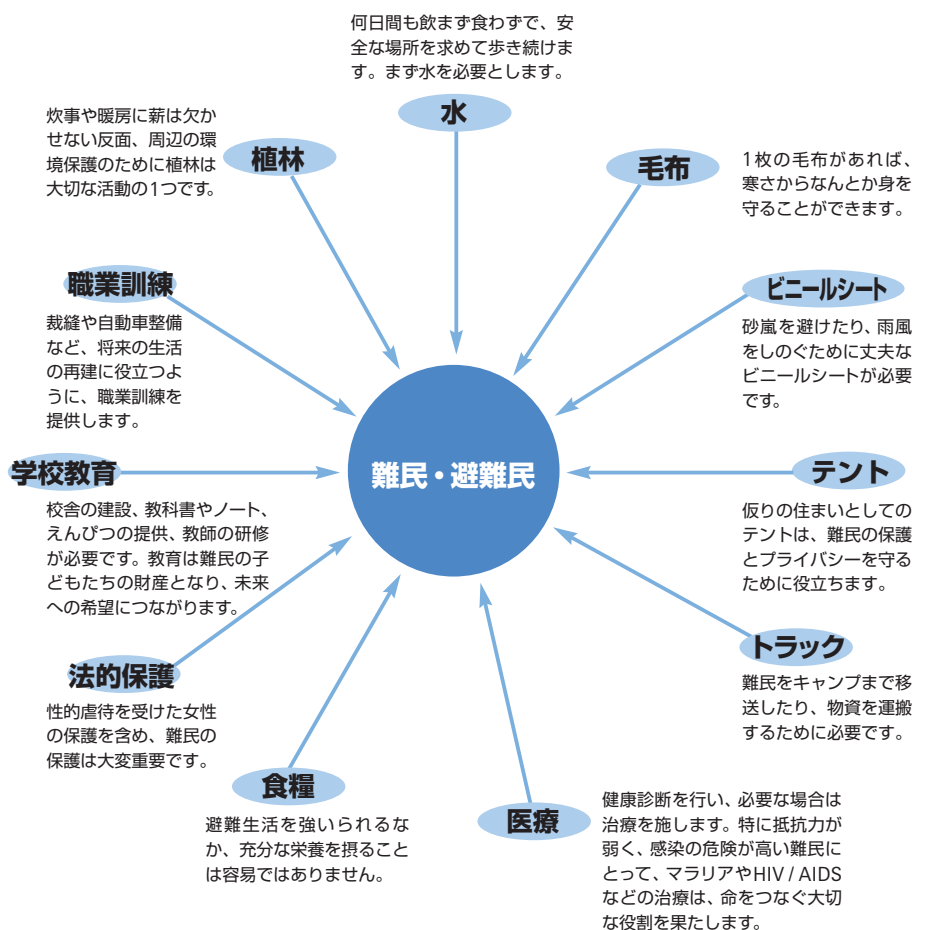 何日間も飲まず食わずで、安
全な場所を求めて歩き続けま
す。まず水を必要とします。
水
炊事や暖房に薪は欠か
せない反面、周辺の環
境保護のために植林は
大切な活動の1つです。
植林
毛布
1枚の毛布があれば、
寒さからなんとか身を
守ることができます。
職業訓練
裁縫や自動車整備
など、将来の生活
の再建に役立つよ
うに、職業訓練を
提供します。
ビニールシート
砂嵐を避けたり、雨風
をしのぐために丈夫な
ビニールシートが必要
です。
難民・避難民
学校教育
校舎の建設、教科書やノート、
えんぴつの提供、教師の研修
が必要です。教育は難民の子
どもたちの財産となり、未来
への希望につながります。
テント
仮りの住まいとしての
テントは、難民の保護
とプライバシーを守る
ために役立ちます。
法的保護
性的虐待を受けた女性
の保護を含め、難民の
保護は大変重要です。
トラック
難民をキャンプまで移
送したり、物資を運搬
するために必要です。
食糧
避難生活を強いられるな
か、充分な栄養を摂ること
は容易ではありません。
医療
健康診断を行い、必要な場合は
治療を施します。特に抵抗力が
弱く、感染の危険が高い難民に
とって、マラリアやHIV / AIDS
などの治療は、命をつなぐ大切
な役割を果たします。